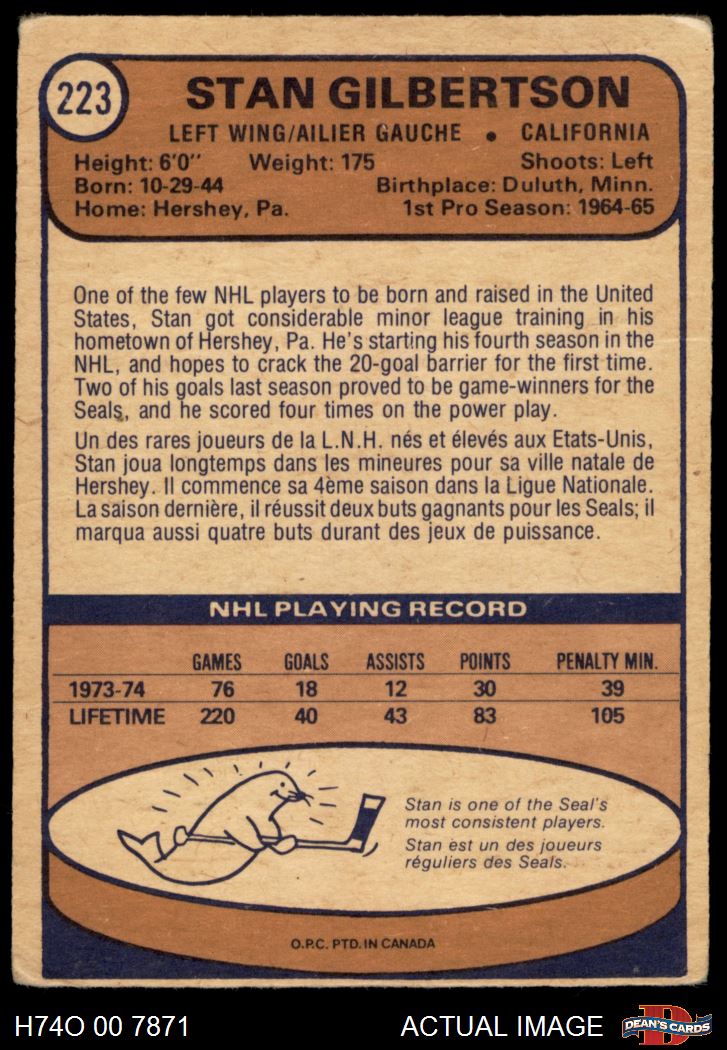 223
STAN GILBERTSON
LEFT WING/AILIER GAUCHE • CALIFORNIA
Height: 6'0" Weight: 175 Shoots: Left
Born: 10-29-44 Birthplace: Duluth, Minn.
Home: Hershey, Pa. 1st Pro Season: 1964-65
One of the few NHL players to be born and raised in the United
States, Stan got considerable minor league training in his
hometown of Hershey, Pa. He's starting his fourth season in the
NHL, and hopes to crack the 20-goal barrier for the first time.
Two of his goals last season proved to be game-winners for the
Seals, and he scored four times on the power play.
Un des rares joueurs de la L.N.H. nés et élevés aux Etats-Unis,
Stan joua longtemps dans les mineures pour sa ville natale de
Hershey. Il commence sa 4ème saison dans la Ligue Nationale.
La saison dernière, il réussit deux buts gagnants pour les Seals; il
marqua aussi quatre buts durant des jeux de puissance.
NHL PLAYING RECORD
GAMES GOALS ASSISTS POINTS PENALTY MIN.
1973-74 76 18 12 30 39
LIFETIME 220 40 43 83 105
Stan is one of the Seal's
most consistent players.
Stan est un des joueurs
réguliers des Seals.
O.P.C. PTD. IN CANADA
H74O 00 7871 ACTUAL IMAGE
D
DEAN'S CARDS